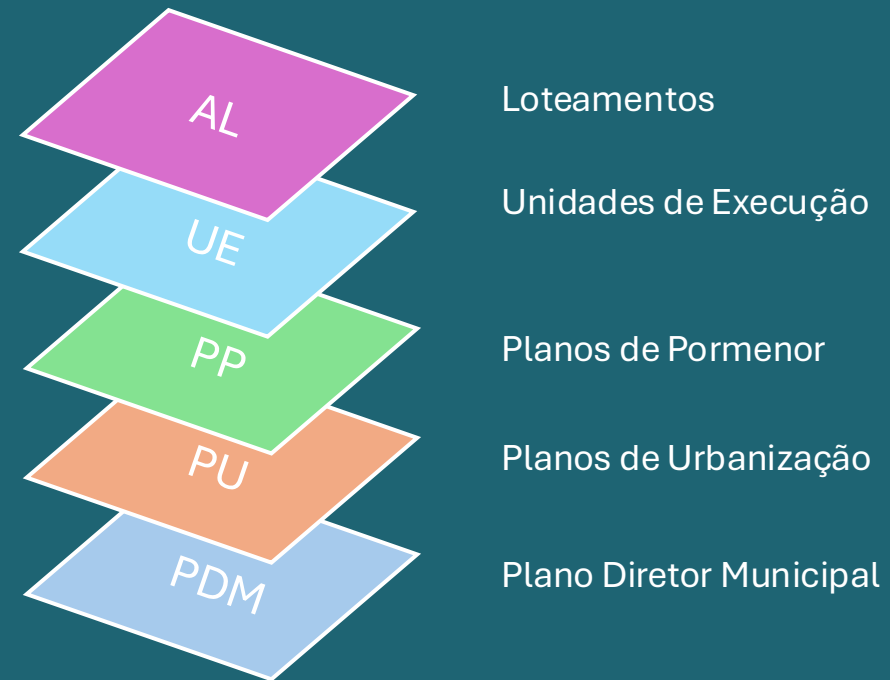 AL
Loteamentos
UE
Unidades de Execução
PP
Planos de Pormenor
PU
Planos de Urbanização
PDM
Plano Diretor Municipal